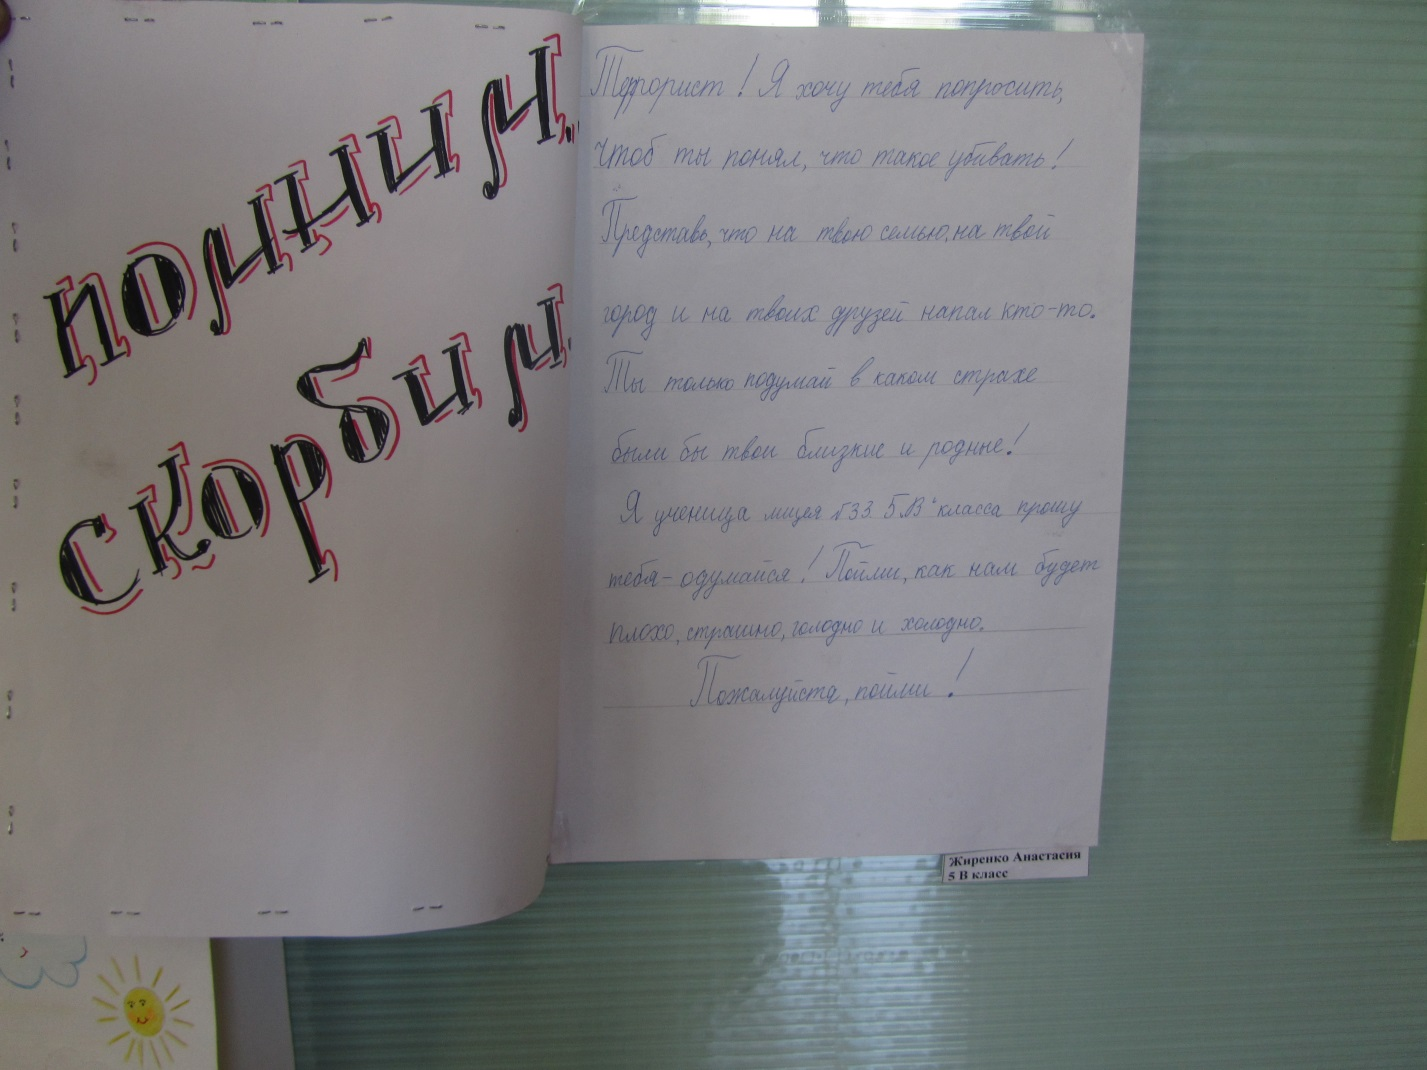 помним...
скорбим.
Террорист! Я хочу тебя попросить,
чтоб ты понял, что такое убивать!
Представь, что на твою семью, на твой
город и на твоих друзей напал кто-то.
Ты только подумай в каком страхе
были бы твои близкие и родные!
Я ученица лицея №33 5„В" класса прошу
тебя - одумайся! Пойми, как нам будет
плохо, страшно, голодно и холодно.
Пожалуйста, пойми!
Жиренко Анастасия
5 В класс